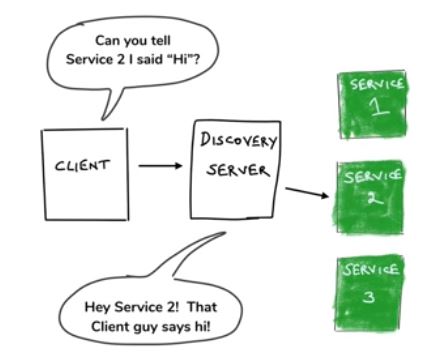 Can you tell
Service 2 I said “Hi”?
CLIENT
DISCOVERY
SERVER
SERVICE
1
SERVICE
2
SERVICE
3
Hey Service 2! That
Client guy says hi!